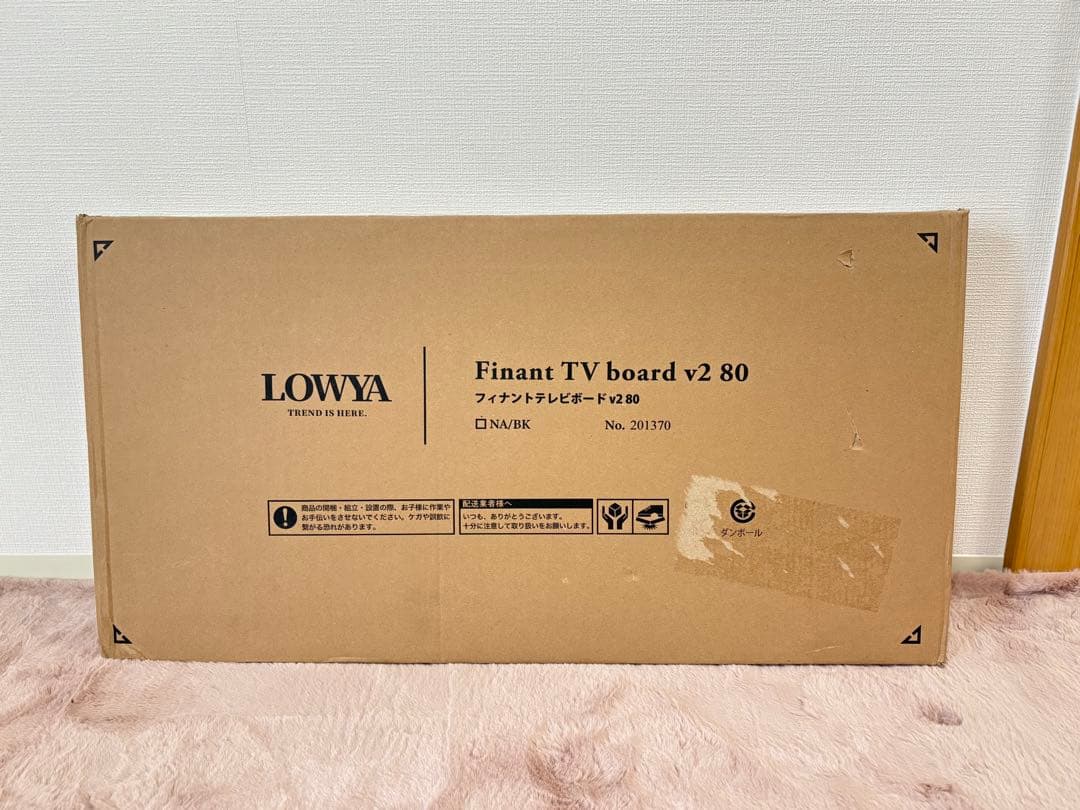 LOWYA
TREND IS HERE.
Finant TV board v2 80
フィナントテレビボード v2 80
□ NA/BK No. 201370
商品の開梱・組立・設置の際、お子様に作業や
お手伝いをさせないでください。ケガや誤飲に
繋がる恐れがあります。
配送業者様へ
いつも、ありがとうございます。
十分に注意して取り扱いをお願いします。
ダンボール